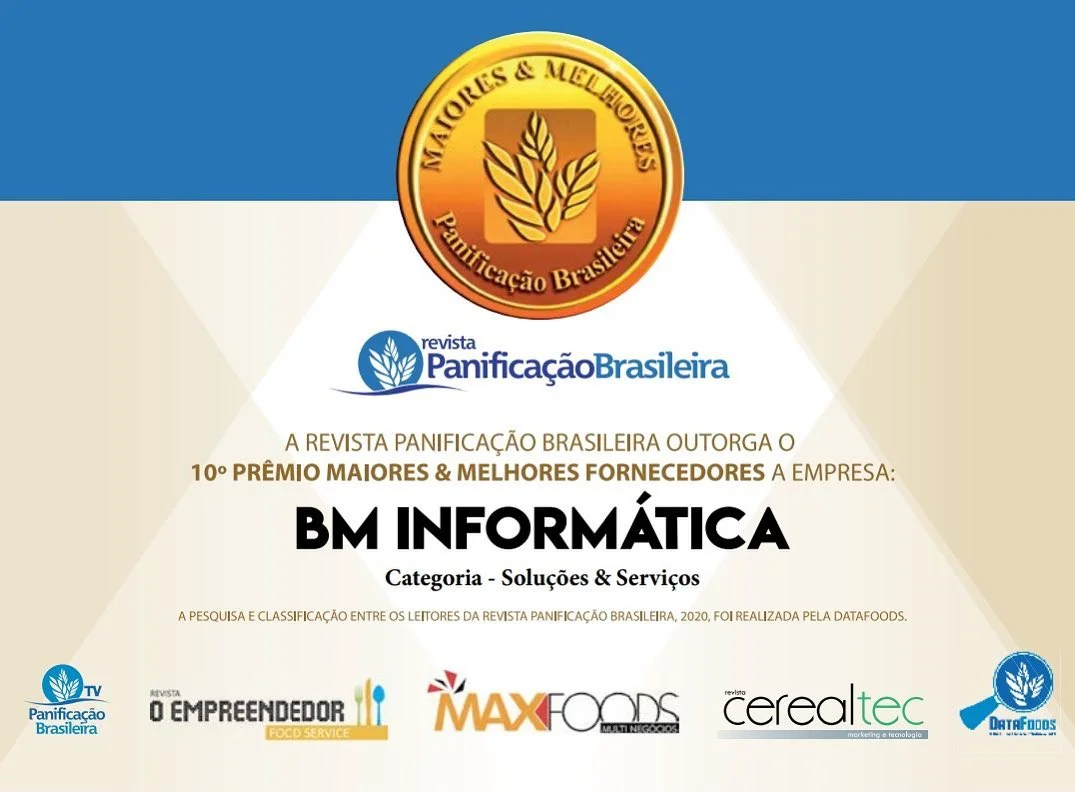 MAIORES & MELHORES
Panificação Brasileira
revista
PanificaçãoBrasileira
A REVISTA PANIFICAÇÃO BRASILEIRA OUTORGA O
10º PRÊMIO MAIORES & MELHORES FORNECEDORES A EMPRESA:
BM INFORMÁTICA
Categoria - Soluções & Serviços
A PESQUISA E CLASSIFICAÇÃO ENTRE OS LEITORES DA REVISTA PANIFICAÇÃO BRASILEIRA, 2020, FOI REALIZADA PELA DATAFOODS.
TV
Panificação
Brasileira
REVISTA
O EMPREENDEDOR
FOOD SERVICE
MAXFOODS
MULTI NEGÓCIOS
revista
cerealtec
marketing e tecnologia
DATAFOODS